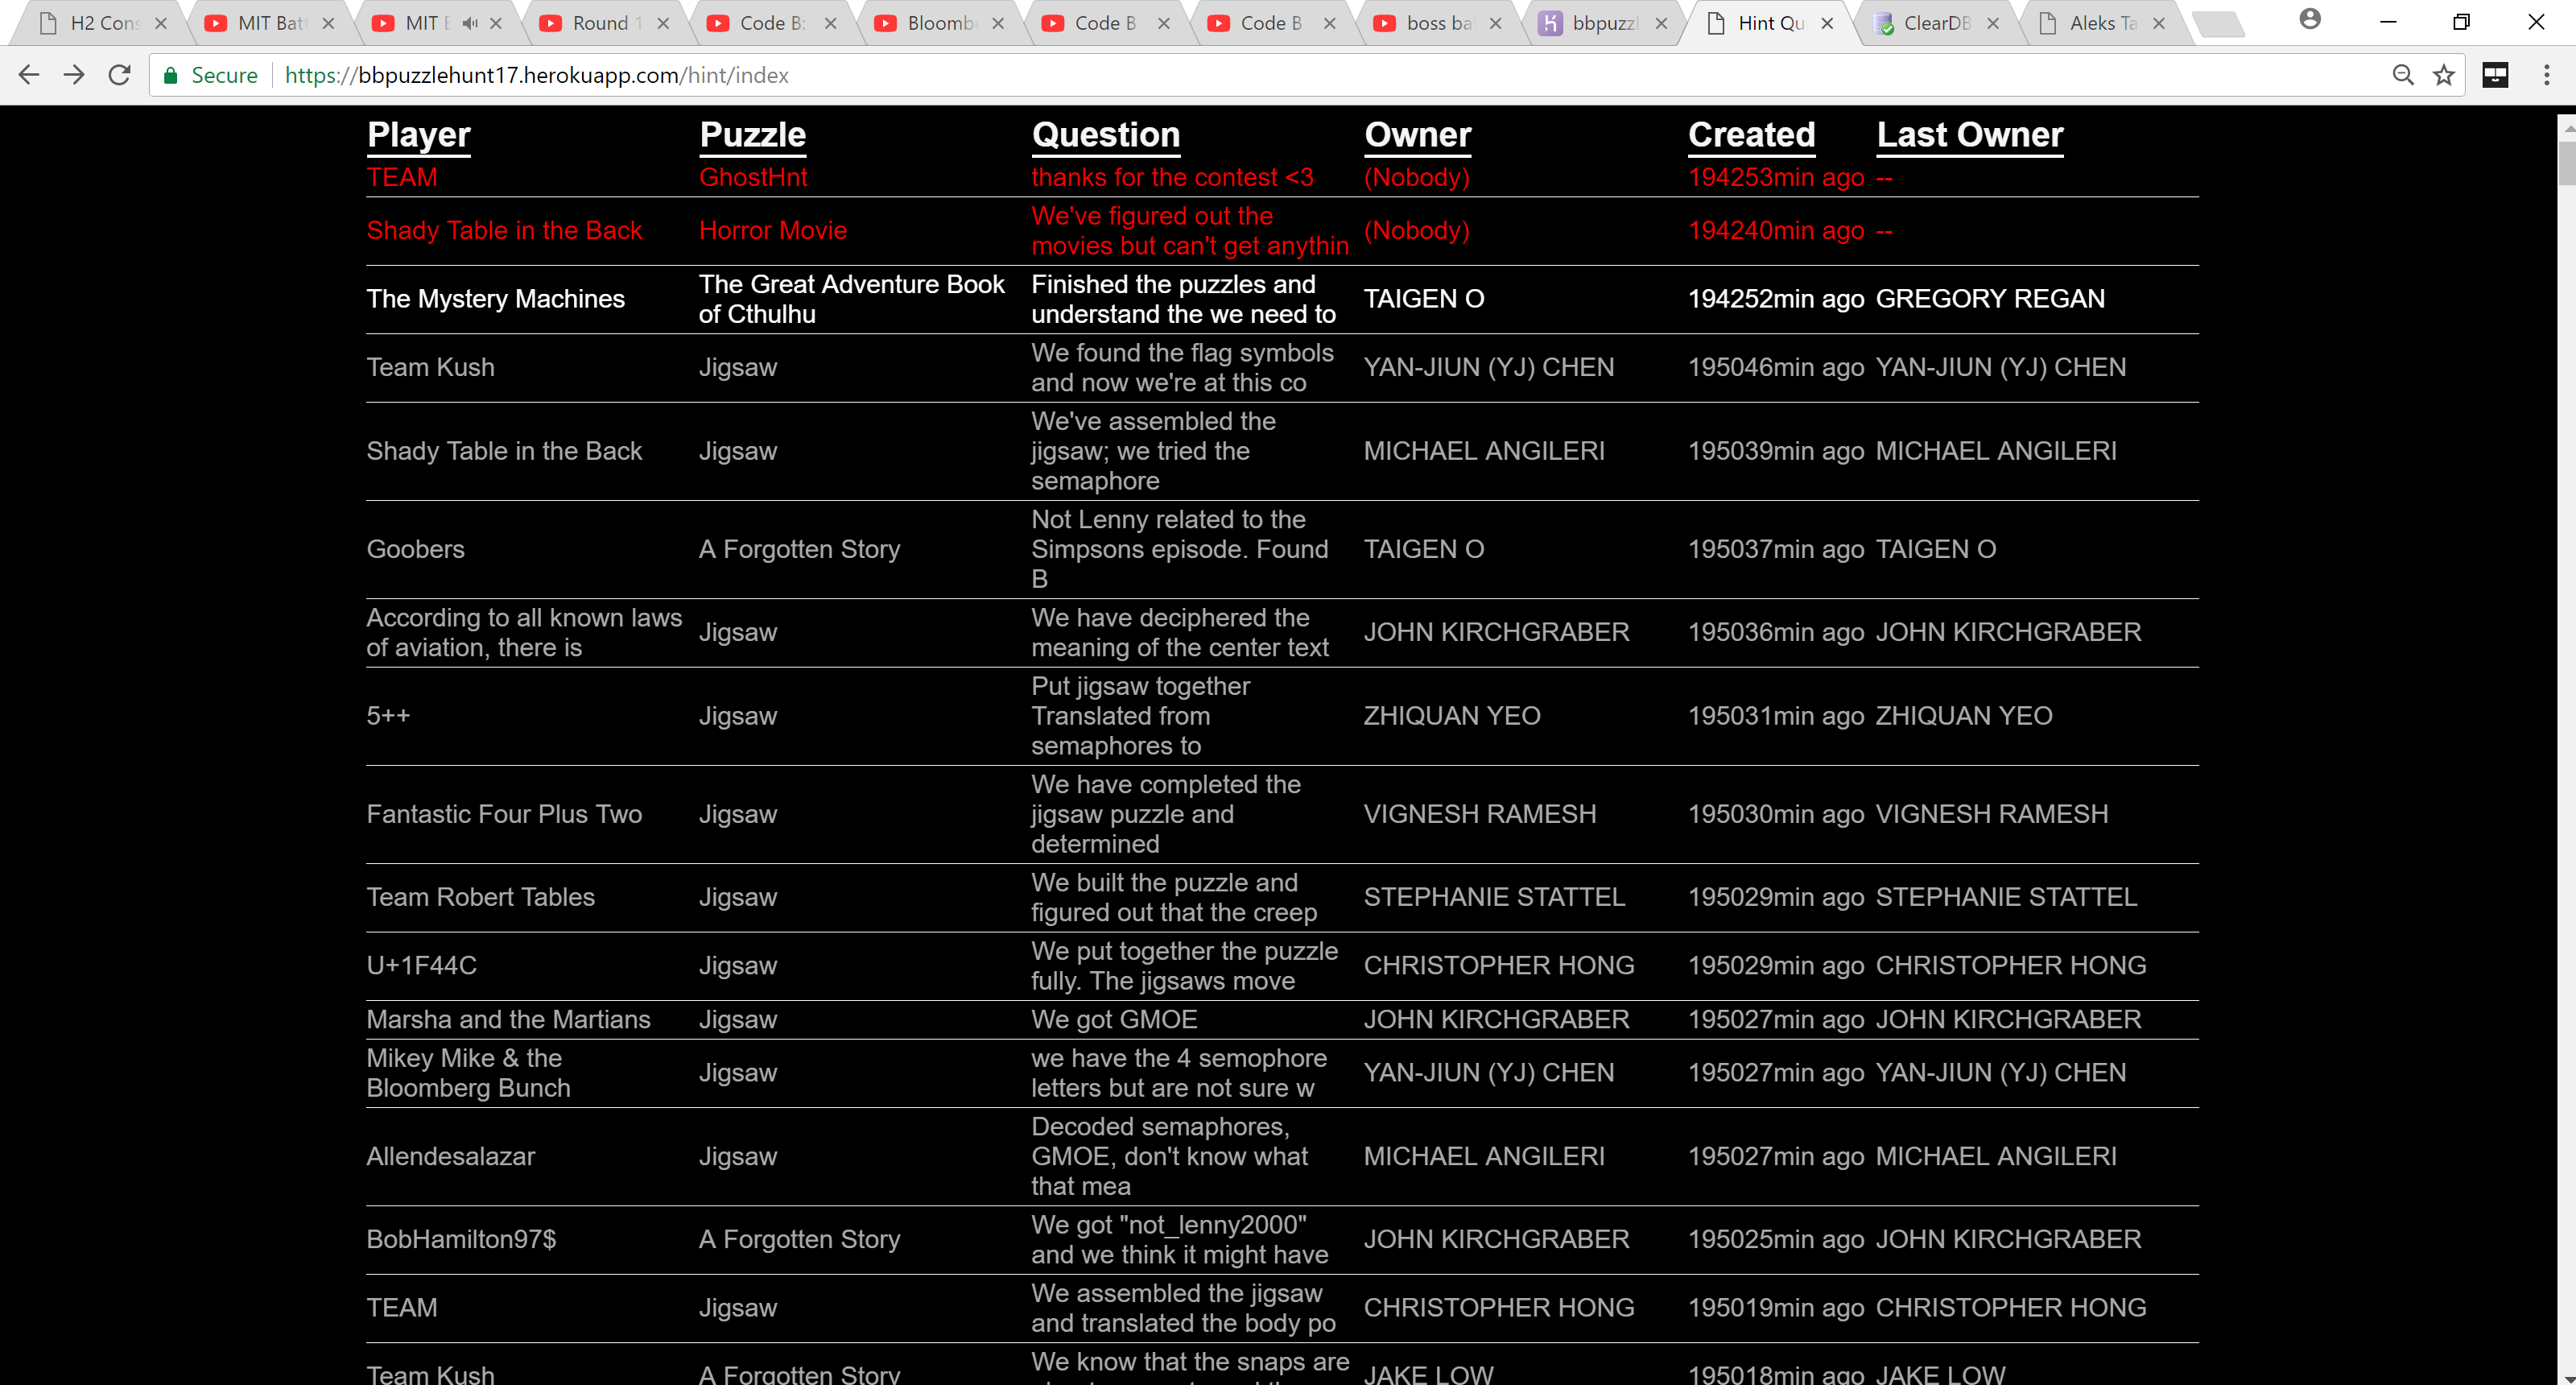 H2 Cons
MIT Batt
MIT B
Round 1
Code B:
Bloombe
Code B
Code B
boss bat
bbpuzzl
Hint Qu
ClearDB
Aleks Ta
Secure https://bbpuzzlehunt17.herokuapp.com/hint/index
Player Puzzle Question Owner Created Last Owner
TEAM GhostHnt thanks for the contest <3 (Nobody) 194253min ago --
Shady Table in the Back Horror Movie We've figured out the (Nobody) 194240min ago --
movies but can't get anythin
The Mystery Machines The Great Adventure Book Finished the puzzles and TAIGEN O 194252min ago GREGORY REGAN
of Cthulhu understand the we need to
Team Kush Jigsaw We found the flag symbols YAN-JIUN (YJ) CHEN 195046min ago YAN-JIUN (YJ) CHEN
and now we're at this co
Shady Table in the Back Jigsaw We've assembled the MICHAEL ANGILERI 195039min ago MICHAEL ANGILERI
jigsaw; we tried the
semaphore
Goobers A Forgotten Story Not Lenny related to the TAIGEN O 195037min ago TAIGEN O
Simpsons episode. Found
B
According to all known laws Jigsaw We have deciphered the JOHN KIRCHGRABER 195036min ago JOHN KIRCHGRABER
of aviation, there is meaning of the center text
5++ Jigsaw Put jigsaw together ZHIQUAN YEO 195031min ago ZHIQUAN YEO
Translated from
semaphores to
Fantastic Four Plus Two Jigsaw We have completed the VIGNESH RAMESH 195030min ago VIGNESH RAMESH
jigsaw puzzle and
determined
Team Robert Tables Jigsaw We built the puzzle and STEPHANIE STATTEL 195029min ago STEPHANIE STATTEL
figured out that the creep
U+1F44C Jigsaw We put together the puzzle CHRISTOPHER HONG 195029min ago CHRISTOPHER HONG
fully. The jigsaws move
Marsha and the Martians Jigsaw We got GMOE JOHN KIRCHGRABER 195027min ago JOHN KIRCHGRABER
Mikey Mike & the Jigsaw we have the 4 semophore YAN-JIUN (YJ) CHEN 195027min ago YAN-JIUN (YJ) CHEN
Bloomberg Bunch letters but are not sure w
Allendesalazar Jigsaw Decoded semaphores, MICHAEL ANGILERI 195027min ago MICHAEL ANGILERI
GMOE, don't know what
that mea
BobHamilton97$ A Forgotten Story We got "not_lenny2000" JOHN KIRCHGRABER 195025min ago JOHN KIRCHGRABER
and we think it might have
TEAM Jigsaw We assembled the jigsaw CHRISTOPHER HONG 195019min ago CHRISTOPHER HONG
and translated the body po
Team Kush A Forgotten Story We know that the snaps are JAKE LOW 195018min ago JAKE LOW